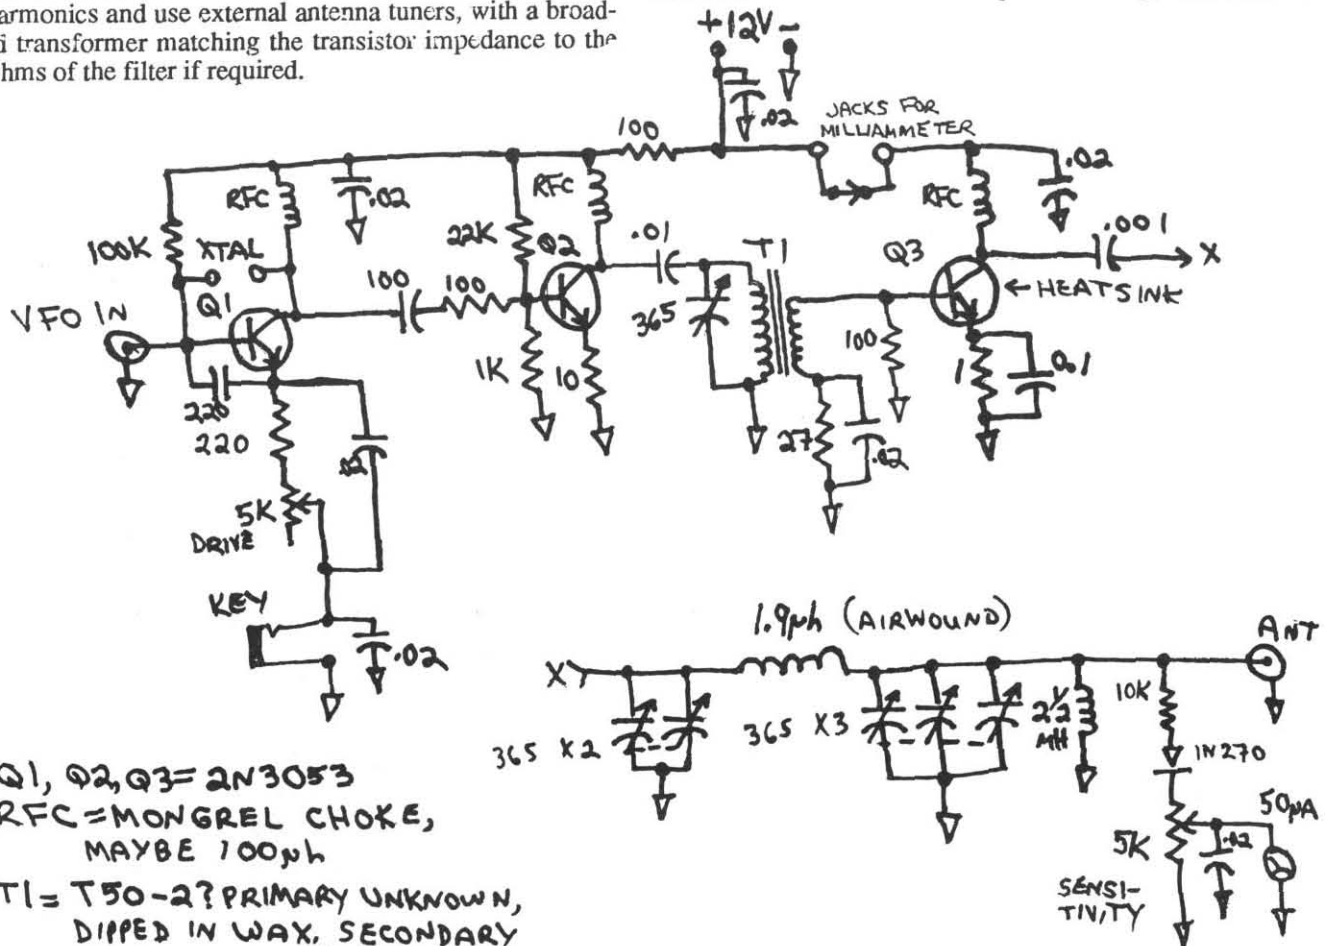 armonics and use external antenna tuners, with a broad-
i transformer matching the transistor impedance to the
hms of the filter if required.
+12V-
.02
JACKS FOR
MILLIAMMETER
100
RFC
.02
RFC
RFC
.02
100K
XTAL
22K
Q2
.01
T1
Q3
.001
X
VFO IN
Q1
100
100
365
←HEATSINK
1K
10
100
1
0.1
220
220
.02
27
.02
5K
DRIVE
KEY
.02
1.9μh (AIRWOUND)
ANT
X
365 X2
365 X3
2½
MH
10K
1N270
50μA
5K
.02
SENSI-
TIVITY
Q1, Q2, Q3= 2N3053
RFC=MONGREL CHOKE,
MAYBE 100μh
T1= T50-2? PRIMARY UNKNOWN,
DIPPED IN WAX. SECONDARY